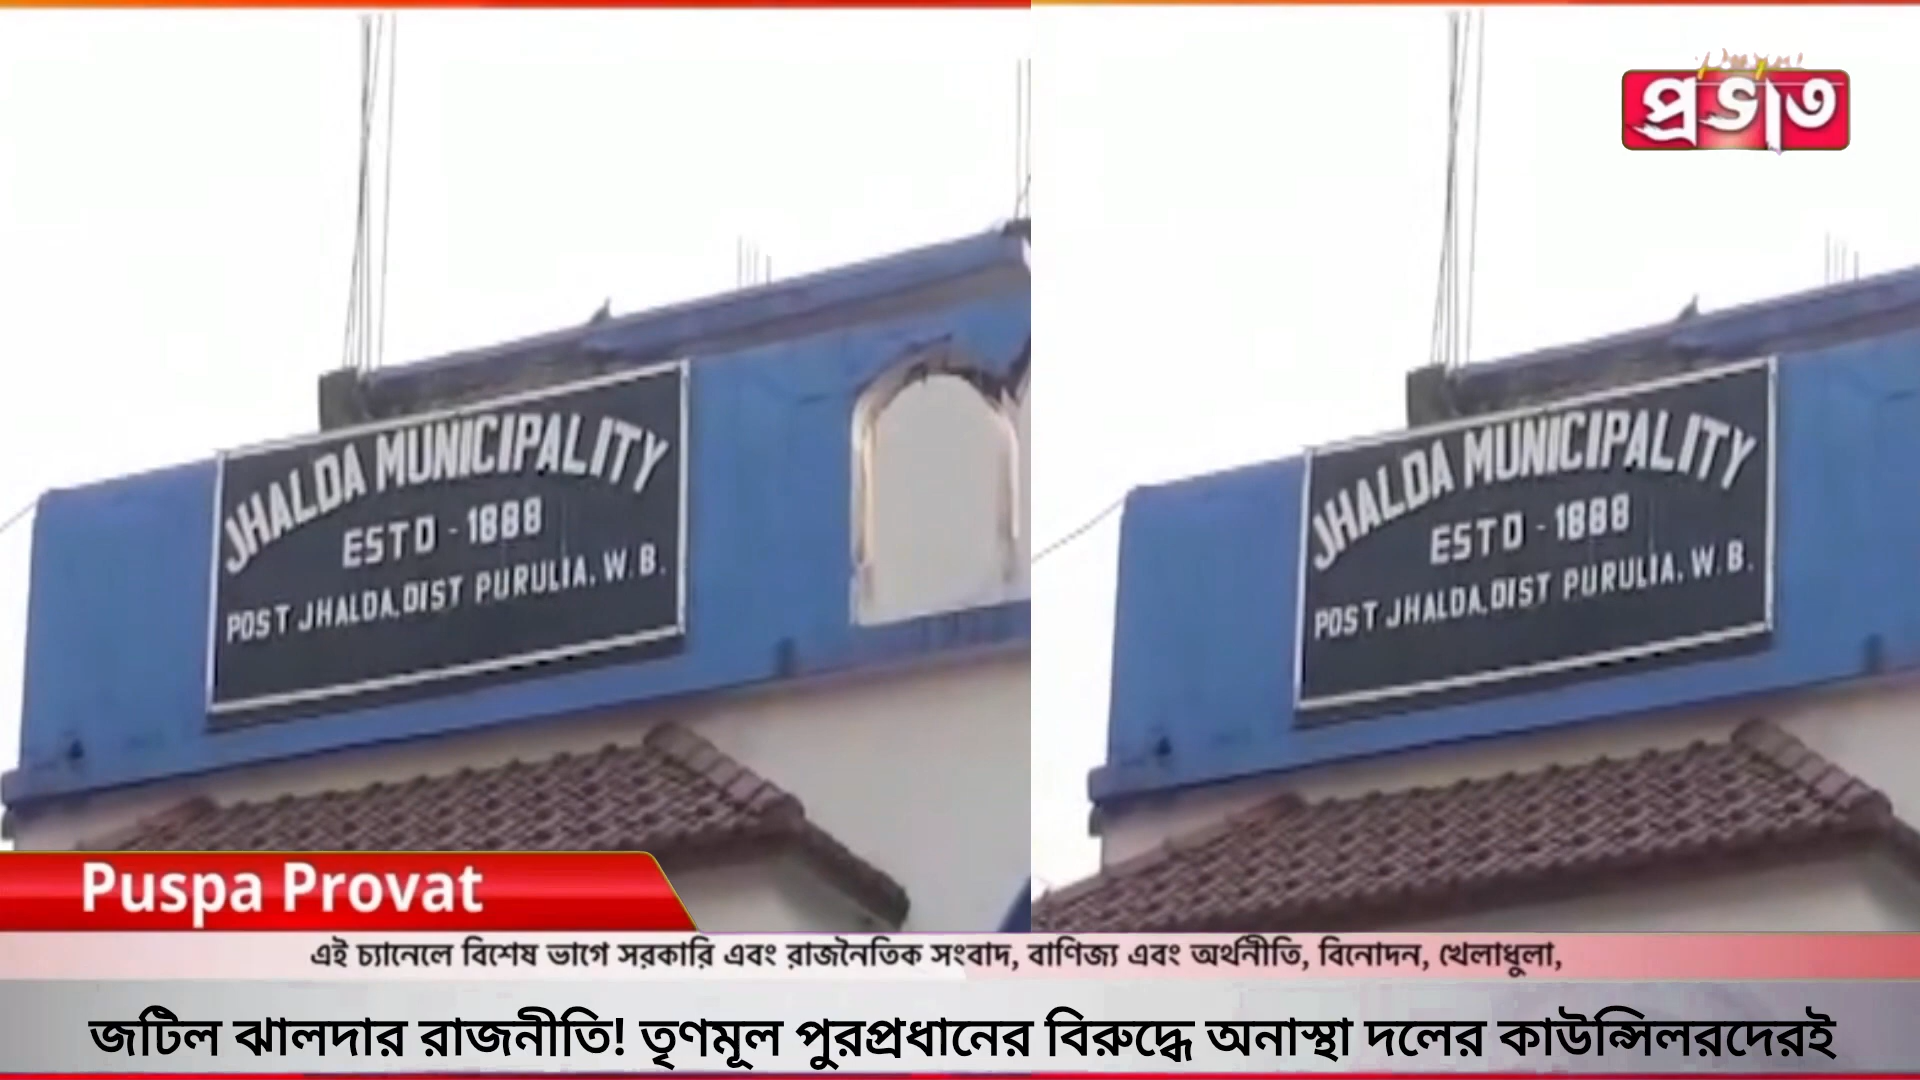 প্রভাত
JHALDA MUNICIPALITY
ESTD - 1888
POST JHALDA, DIST PURULIA, W. B.
JHALDA MUNICIPALITY
ESTD - 1888
POST JHALDA, DIST PURULIA, W. B.
Puspa Provat
এই চ্যানেলে বিশেষ ভাগে সরকারি এবং রাজনৈতিক সংবাদ, বাণিজ্য এবং অর্থনীতি, বিনোদন, খেলাধুলা,
জটিল ঝালদার রাজনীতি! তৃণমূল পুরপ্রধানের বিরুদ্ধে অনাস্থা দলের কাউন্সিলরদেরই